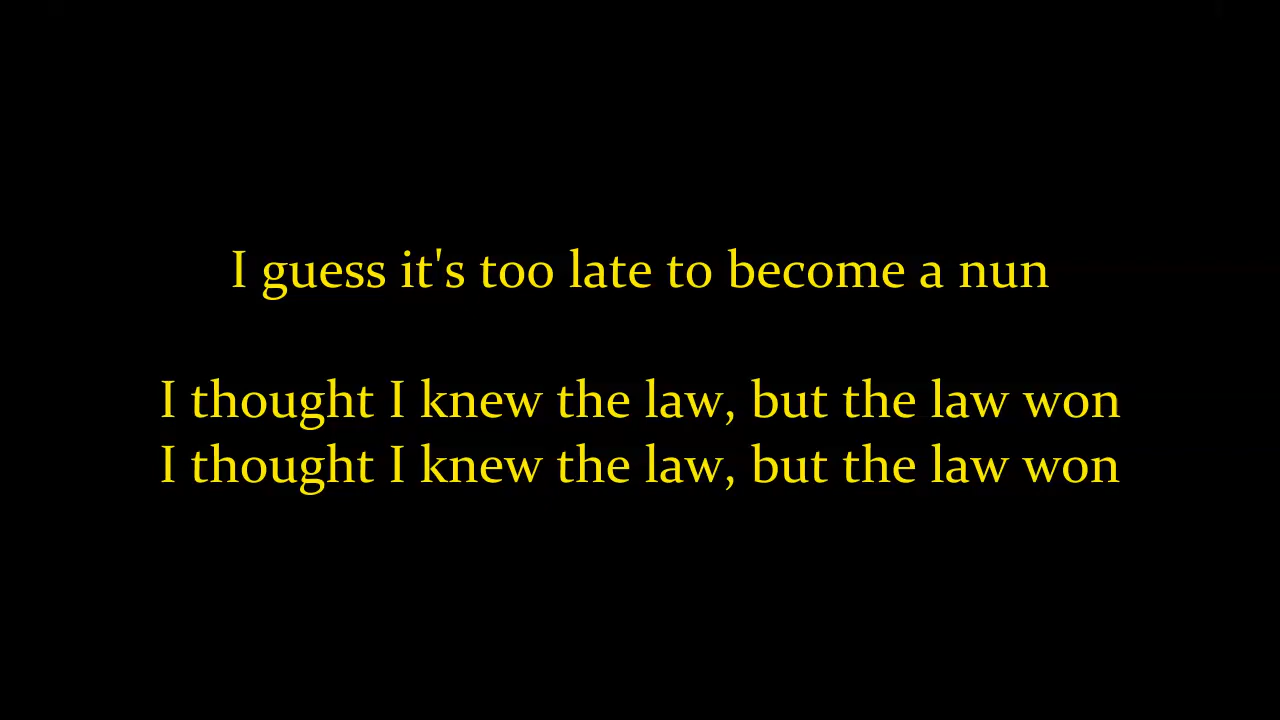 I guess it's too late to become a nun
I thought I knew the law, but the law won
I thought I knew the law, but the law won